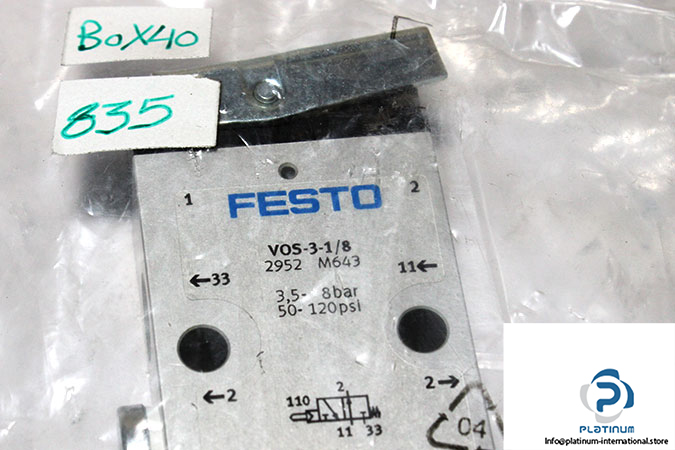 BOX40
835
1 2
FESTO
VOS-3-1/8
2952 M643
←33 11←
3,5- 8bar
50-120psi
←2 2→
2
110
11 33
04
PLATINUM
Info@platinum-international.store